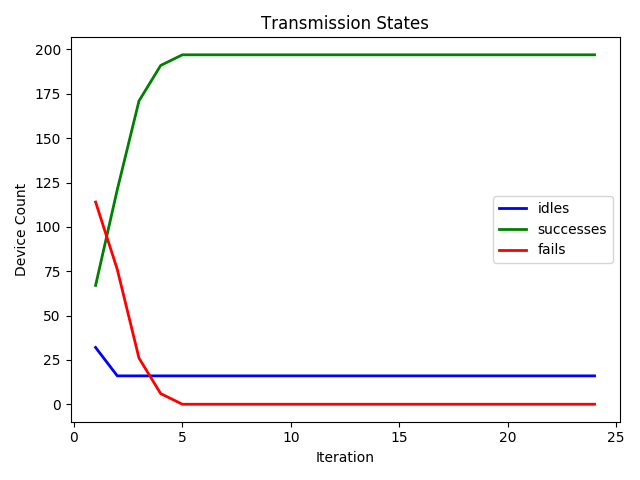 Transmission States
Device Count
200
175
150
125
100
75
50
25
0
idles
successes
fails
0 5 10 15 20 25
Iteration